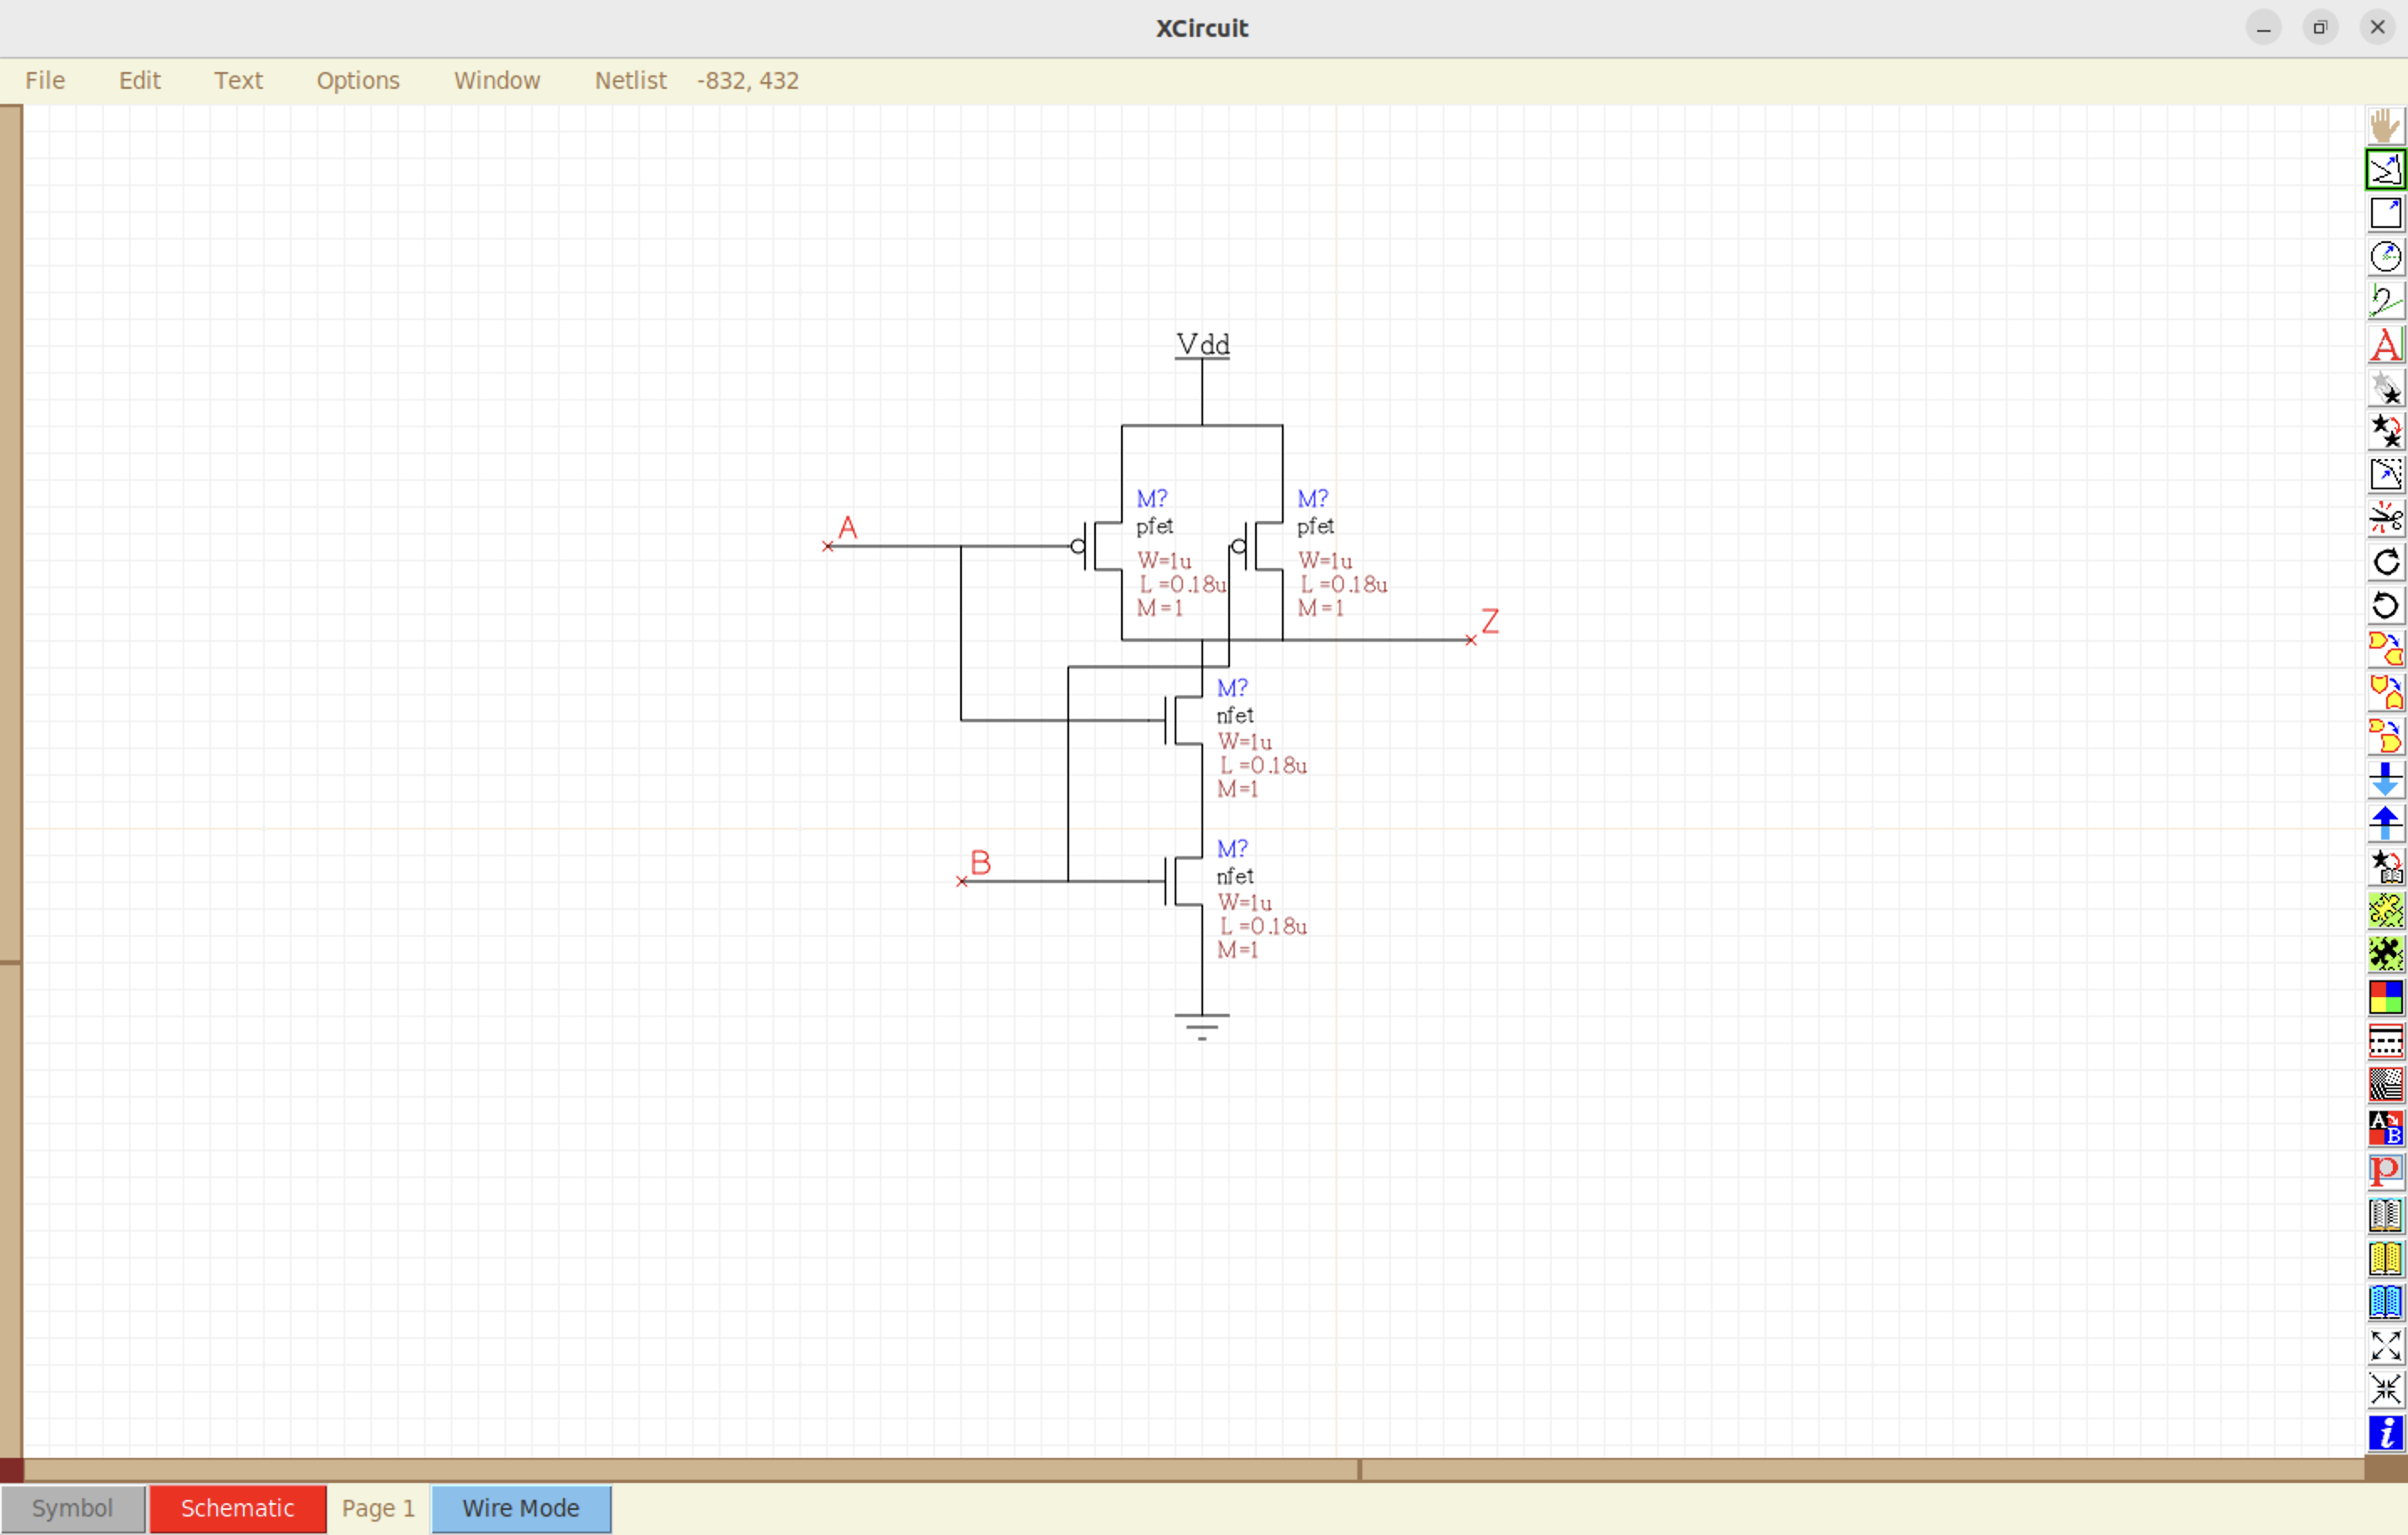 XCircuit
File Edit Text Options Window Netlist -832, 432
Vdd
M?
pfet
W=1u
L=0.18u
M=1
M?
pfet
W=1u
L=0.18u
M=1
A
Z
M?
nfet
W=1u
L=0.18u
M=1
B
M?
nfet
W=1u
L=0.18u
M=1
A
A
B
p
i
Symbol Schematic Page 1 Wire Mode